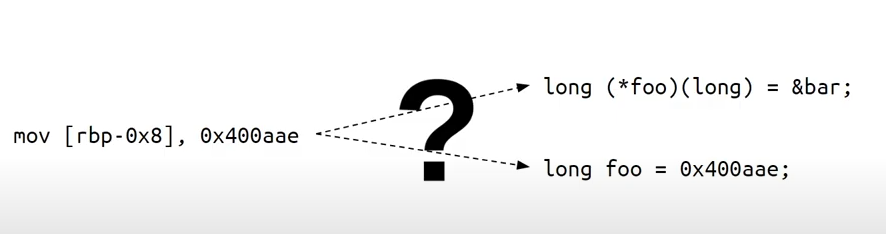 long (*foo)(long) = &bar;
mov [rbp-0x8], 0x400aae
?
long foo = 0x400aae;